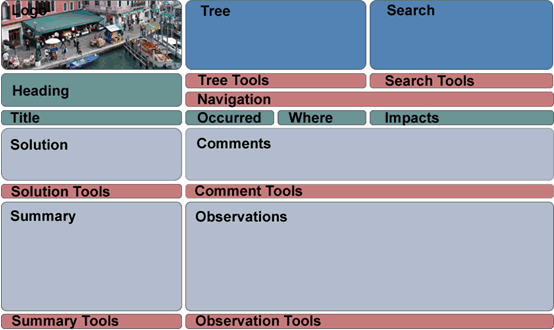 Logo
Tree
Search
Tree Tools
Search Tools
Heading
Navigation
Title
Occurred
Where
Impacts
Solution
Comments
Solution Tools
Comment Tools
Summary
Observations
Summary Tools
Observation Tools